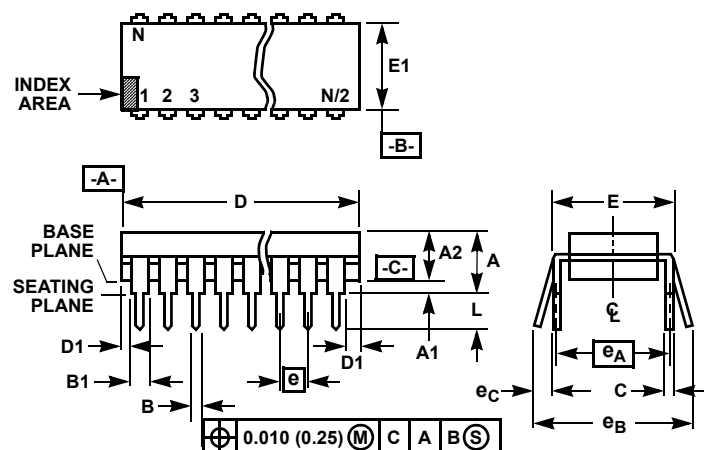 N
E1
INDEX
AREA
1 2 3 N/2
-B-
-A-
D
E
BASE
PLANE
A2
A
-C-
SEATING
PLANE
L
C
L
D1
A1
D1
B1
e
eA
eC
C
B
eB
0.010 (0.25) M C A B S